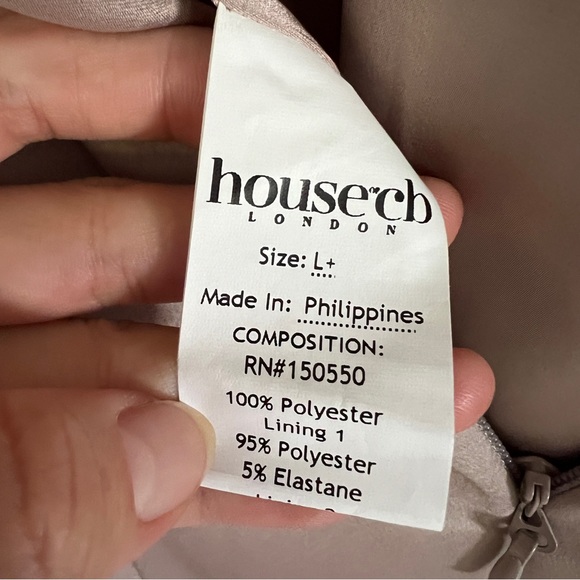 house of cb
LONDON
Size: L+
Made In: Philippines
COMPOSITION:
RN#150550
100% Polyester
Lining 1
95% Polyester
5% Elastane